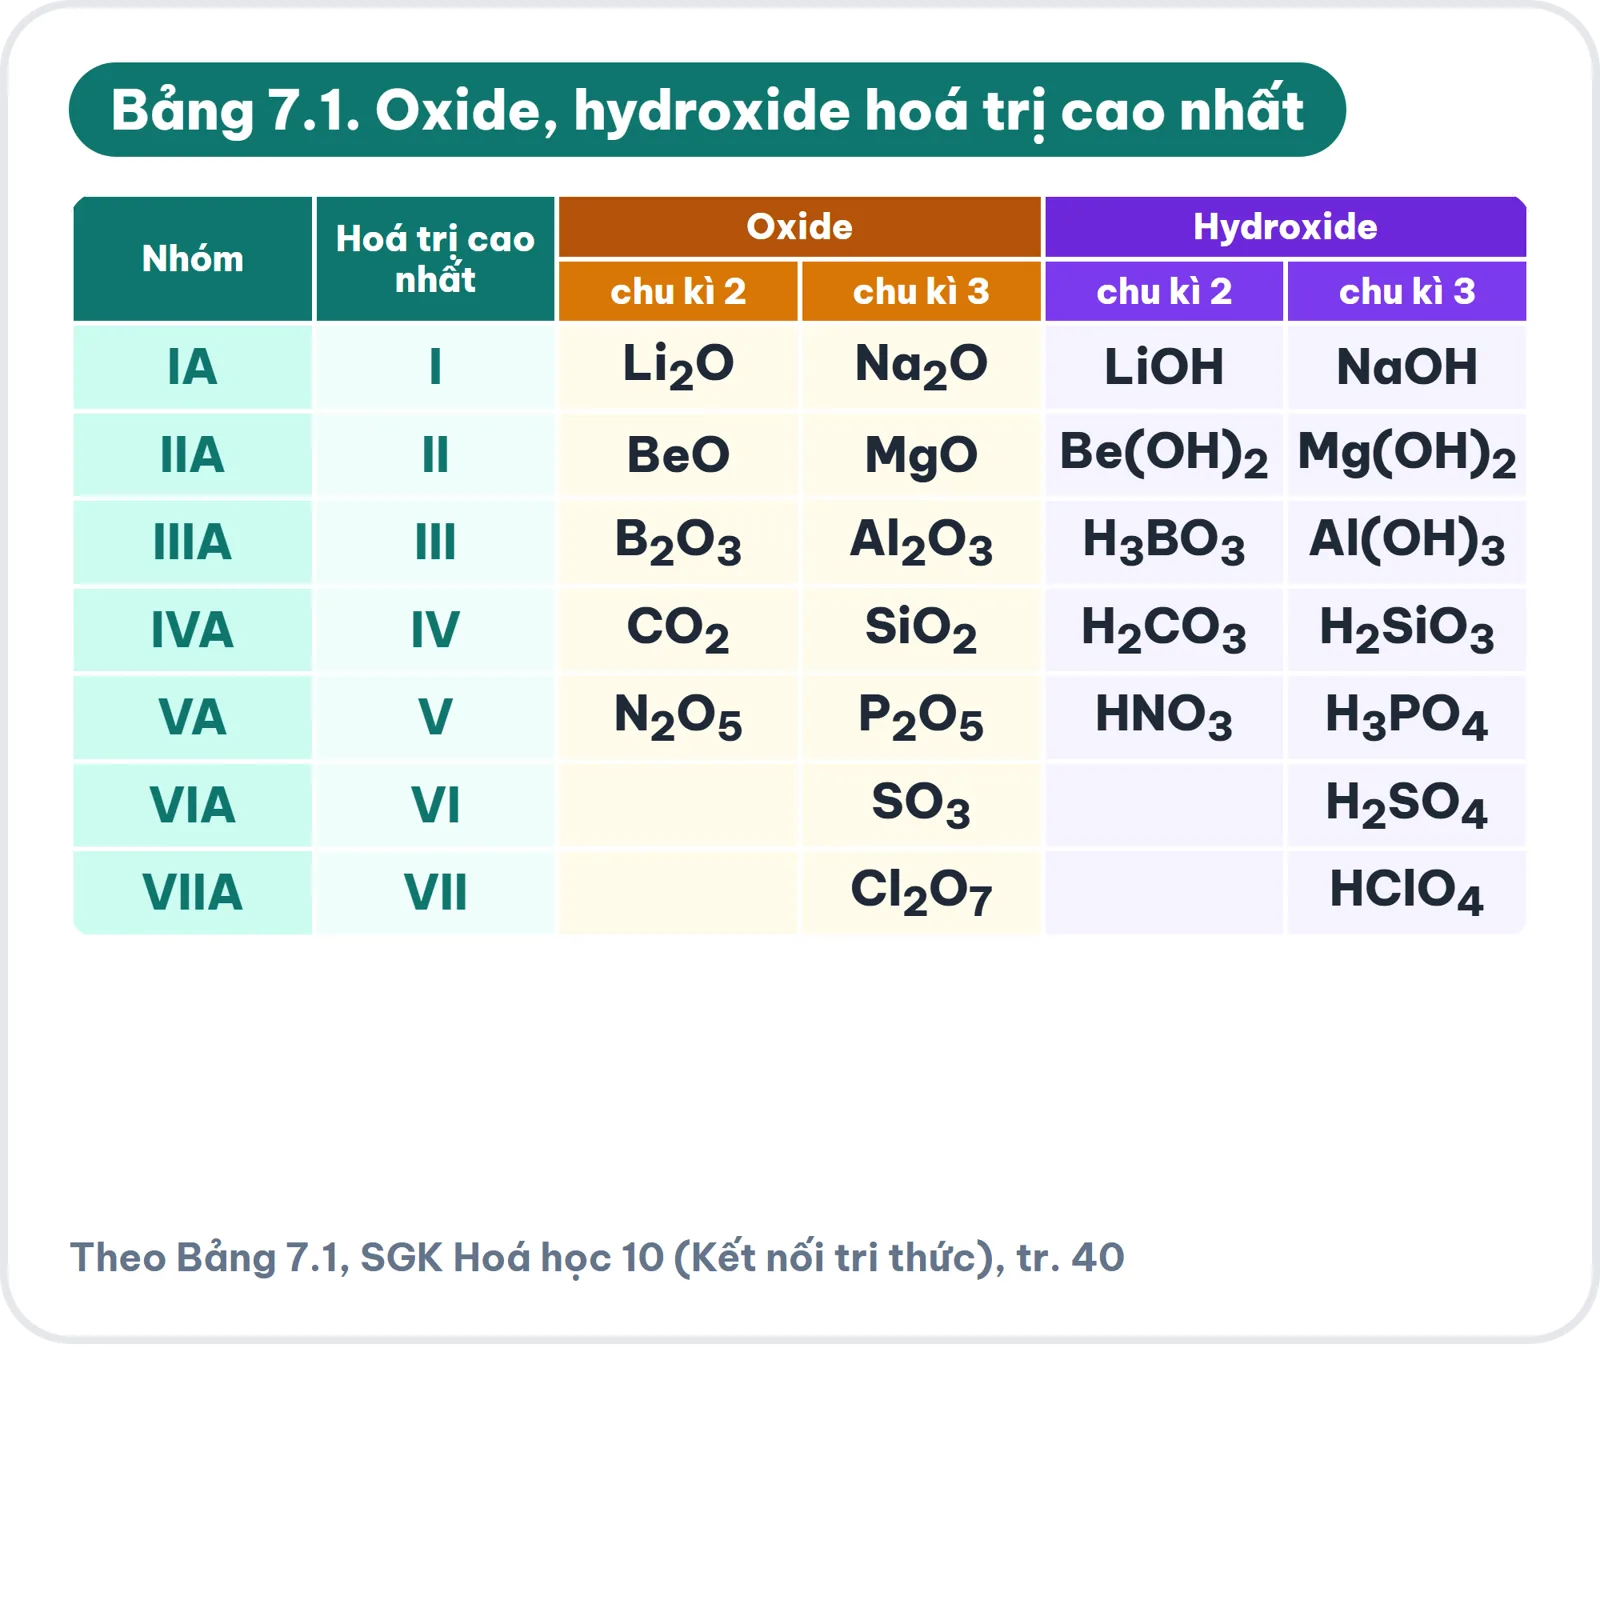 Bảng 7.1. Oxide, hydroxide hoá trị cao nhất
Nhóm
Hoá trị cao
nhất
Oxide
Hydroxide
chu kì 2
chu kì 3
chu kì 2
chu kì 3
IA I Li₂O Na₂O LiOH NaOH
IIA II BeO MgO Be(OH)₂ Mg(OH)₂
IIIA III B₂O₃ Al₂O₃ H₃BO₃ Al(OH)₃
IVA IV CO₂ SiO₂ H₂CO₃ H₂SiO₃
VA V N₂O₅ P₂O₅ HNO₃ H₃PO₄
VIA VI SO₃ H₂SO₄
VIIA VII Cl₂O₇ HClO₄
Theo Bảng 7.1, SGK Hoá học 10 (Kết nối tri thức), tr. 40